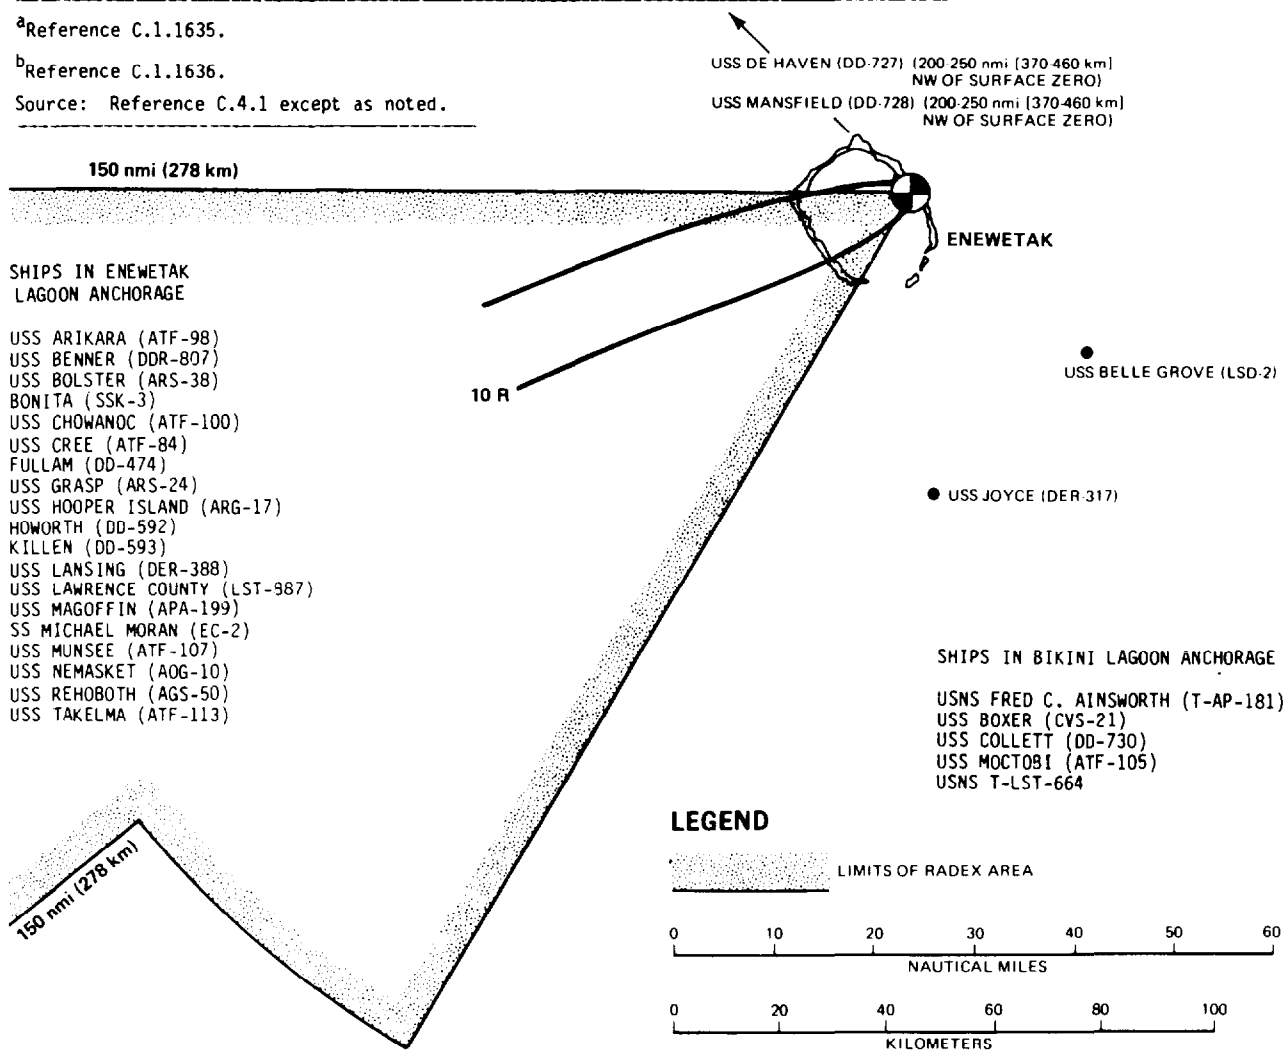 aReference C.1.1635.
bReference C.1.1636.
Source: Reference C.4.1 except as noted.
USS DE HAVEN (DD-727) (200-250 nmi [370-460 km]
NW OF SURFACE ZERO)
USS MANSFIELD (DD-728) (200-250 nmi [370-460 km]
NW OF SURFACE ZERO)
150 nmi (278 km)
ENEWETAK
SHIPS IN ENEWETAK
LAGOON ANCHORAGE
USS ARIKARA (ATF-98)
USS BENNER (DDR-807)
USS BOLSTER (ARS-38)
BONITA (SSK-3)
USS CHOWANOC (ATF-100)
USS CREE (ATF-84)
FULLAM (DD-474)
USS GRASP (ARS-24)
USS HOOPER ISLAND (ARG-17)
HOWORTH (DD-592)
KILLEN (DD-593)
USS LANSING (DER-388)
USS LAWRENCE COUNTY (LST-887)
USS MAGOFFIN (APA-199)
SS MICHAEL MORAN (EC-2)
USS MUNSEE (ATF-107)
USS NEMASKET (AOG-10)
USS REHOBOTH (AGS-50)
USS TAKELMA (ATF-113)
10 R
USS BELLE GROVE (LSD-2)
USS JOYCE (DER-317)
SHIPS IN BIKINI LAGOON ANCHORAGE
USNS FRED C. AINSWORTH (T-AP-181)
USS BOXER (CVS-21)
USS COLLETT (DD-730)
USS MOCTOBI (ATF-105)
USNS T-LST-664
150 nmi (278 km)
LEGEND
LIMITS OF RADEX AREA
0 10 20 30 40 50 60
NAUTICAL MILES
0 20 40 60 80 100
KILOMETERS